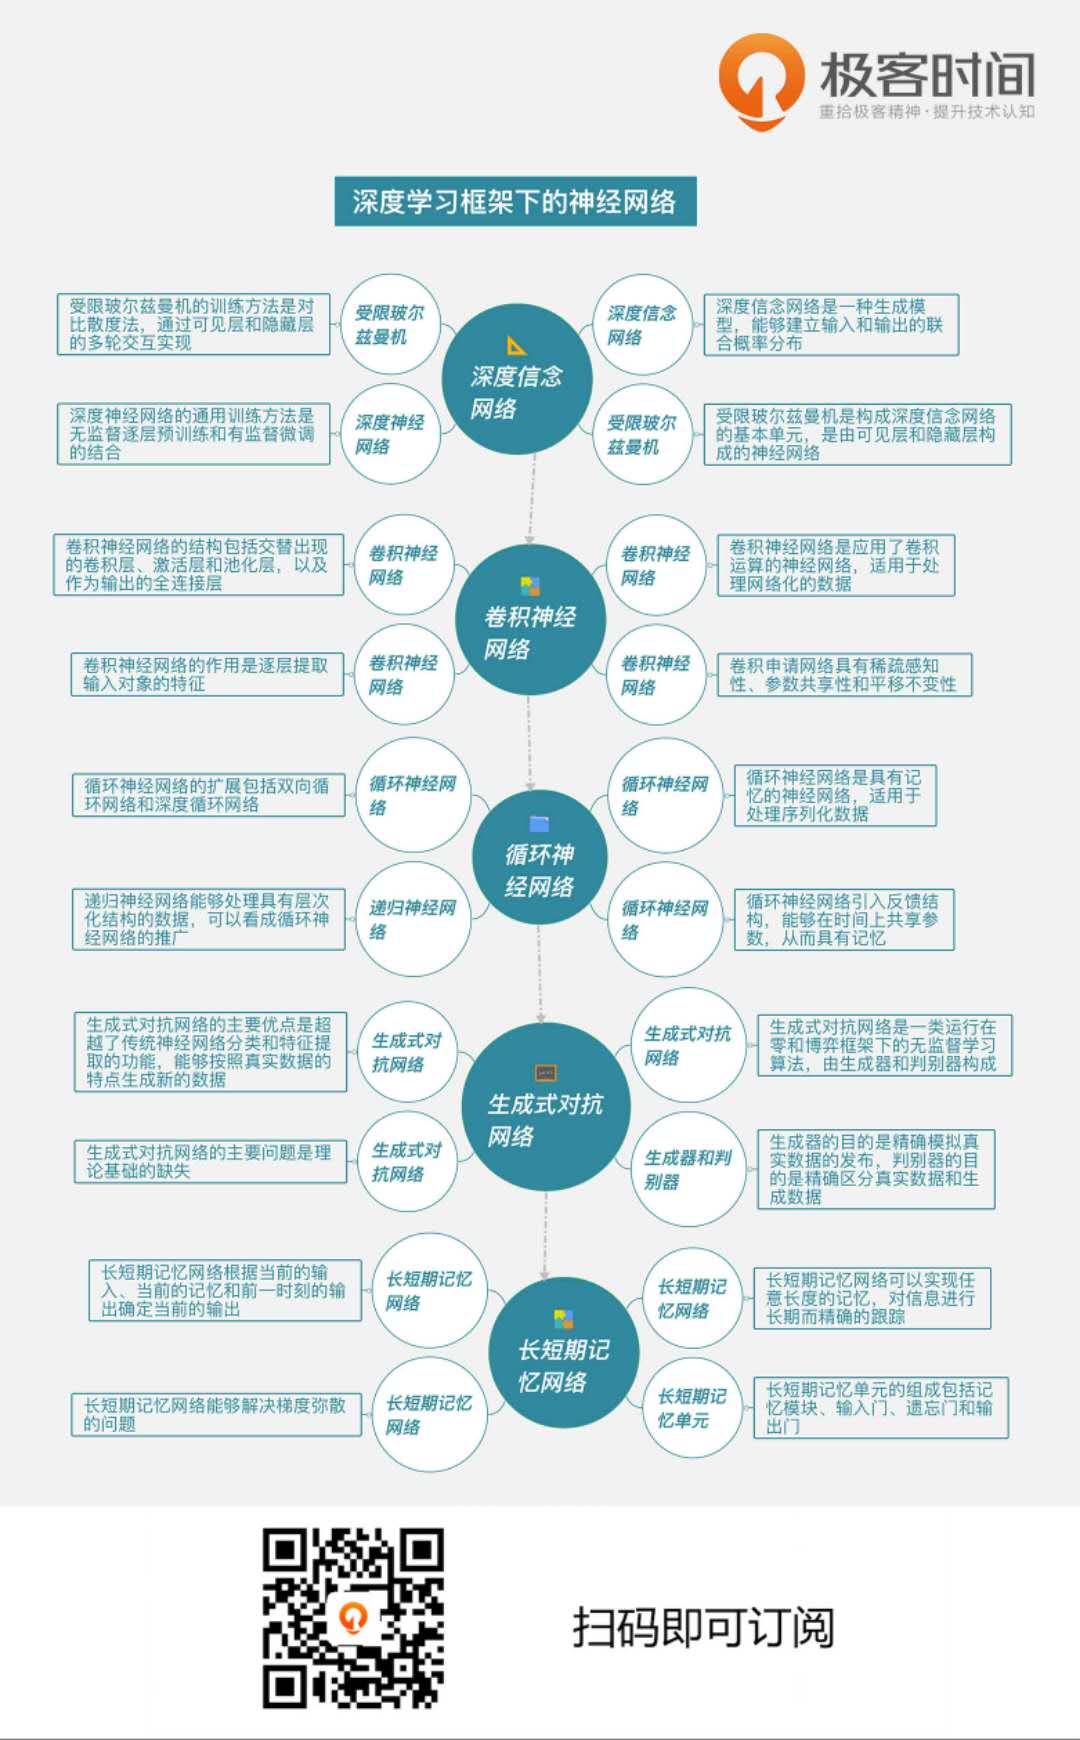 极客时间
重拾极客精神·提升技术认知
深度学习框架下的神经网络
受限玻尔兹曼机的训练方法是对
比散度法，通过可见层和隐藏层
的多轮交互实现
受限玻尔
兹曼机
深度信念
网络
深度信念网络是一种生成模
型，能够建立输入和输出的联
合概率分布
深度信念
网络
深度神经网络的通用训练方法是
无监督逐层预训练和有监督微调
的结合
深度神经
网络
受限玻尔
兹曼机
受限玻尔兹曼机是构成深度信念网络
的基本单元，是由可见层和隐藏层构
成的神经网络
卷积神经网络的结构包括交替出现
的卷积层、激活层和池化层，以及
作为输出的全连接层
卷积神经
网络
卷积神经
网络
卷积神经网络是应用了卷积
运算的神经网络，适用于处
理网络化的数据
卷积神经
网络
卷积神经网络的作用是逐层提取
输入对象的特征
卷积神经
网络
卷积神经
网络
卷积申请网络具有稀疏感知
性、参数共享性和平移不变性
循环神经网络的扩展包括双向循
环网络和深度循环网络
循环神经网
络
循环神经网
络
循环神经网络是具有记
忆的神经网络，适用于
处理序列化数据
循环神
经网络
递归神经网络能够处理具有层次
化结构的数据，可以看成循环神
经网络的推广
递归神经网
络
循环神经网
络
循环神经网络引入反馈结
构，能够在时间上共享参
数，从而具有记忆
生成式对抗网络的主要优点是超
越了传统神经网络分类和特征提
取的功能，能够按照真实数据的
特点生成新的数据
生成式对
抗网络
生成式对抗
网络
生成式对抗网络是一类运行在
零和博弈框架下的无监督学习
算法，由生成器和判别器构成
生成式对抗
网络
生成式对抗网络的主要问题是理
论基础的缺失
生成式对
抗网络
生成器和判
别器
生成器的目的是精确模拟真
实数据的发布，判别器的目
的是精确区分真实数据和生
成数据
长短期记忆网络根据当前的输
入、当前的记忆和前一时刻的输
出确定当前的输出
长短期记忆
网络
长短期记
忆网络
长短期记忆网络可以实现任
意长度的记忆，对信息进行
长期而精确的跟踪
长短期记
忆网络
长短期记忆网络能够解决梯度弥散
的问题
长短期记忆
网络
长短期记
忆单元
长短期记忆单元的组成包括记
忆模块、输入门、遗忘门和输
出门
扫码即可订阅